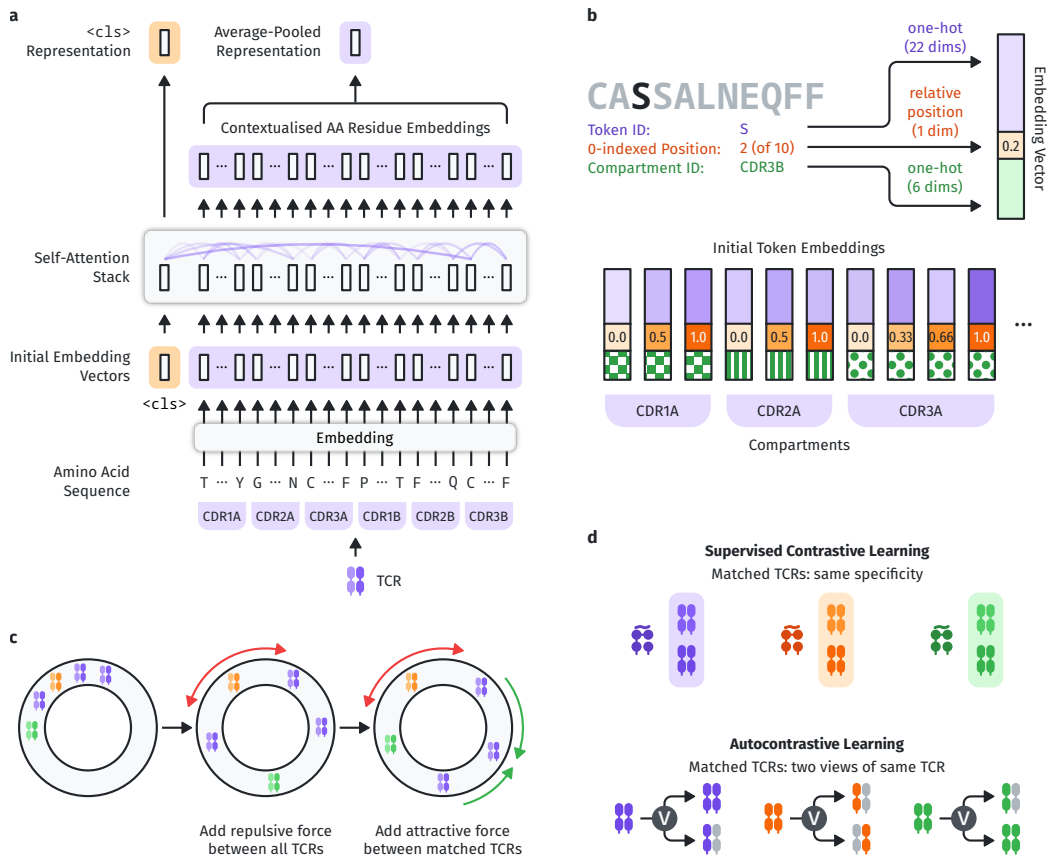 a
<cls>
Representation
Average-Pooled
Representation
Contextualised AA Residue Embeddings
... ... ... ... ... ...
Self-Attention
Stack
... ... ... ... ... ...
Initial Embedding
Vectors
... ... ... ... ... ...
<cls>
Embedding
Amino Acid
Sequence
T ... Y G ... N C ... F P ... T F ... Q C ... F
CDR1A CDR2A CDR3A CDR1B CDR2B CDR3B
TCR
b
CASSALNEQFF
Token ID: S
0-indexed Position: 2 (of 10)
Compartment ID: CDR3B
one-hot
(22 dims)
relative
position
(1 dim)
one-hot
(6 dims)
0.2
Embedding Vector
Initial Token Embeddings
0.0 0.5 1.0 0.0 0.5 1.0 0.0 0.33 0.66 1.0 ...
CDR1A CDR2A CDR3A
Compartments
c
Add repulsive force
between all TCRs
Add attractive force
between matched TCRs
d
Supervised Contrastive Learning
Matched TCRs: same specificity
Autocontrastive Learning
Matched TCRs: two views of same TCR
V V V